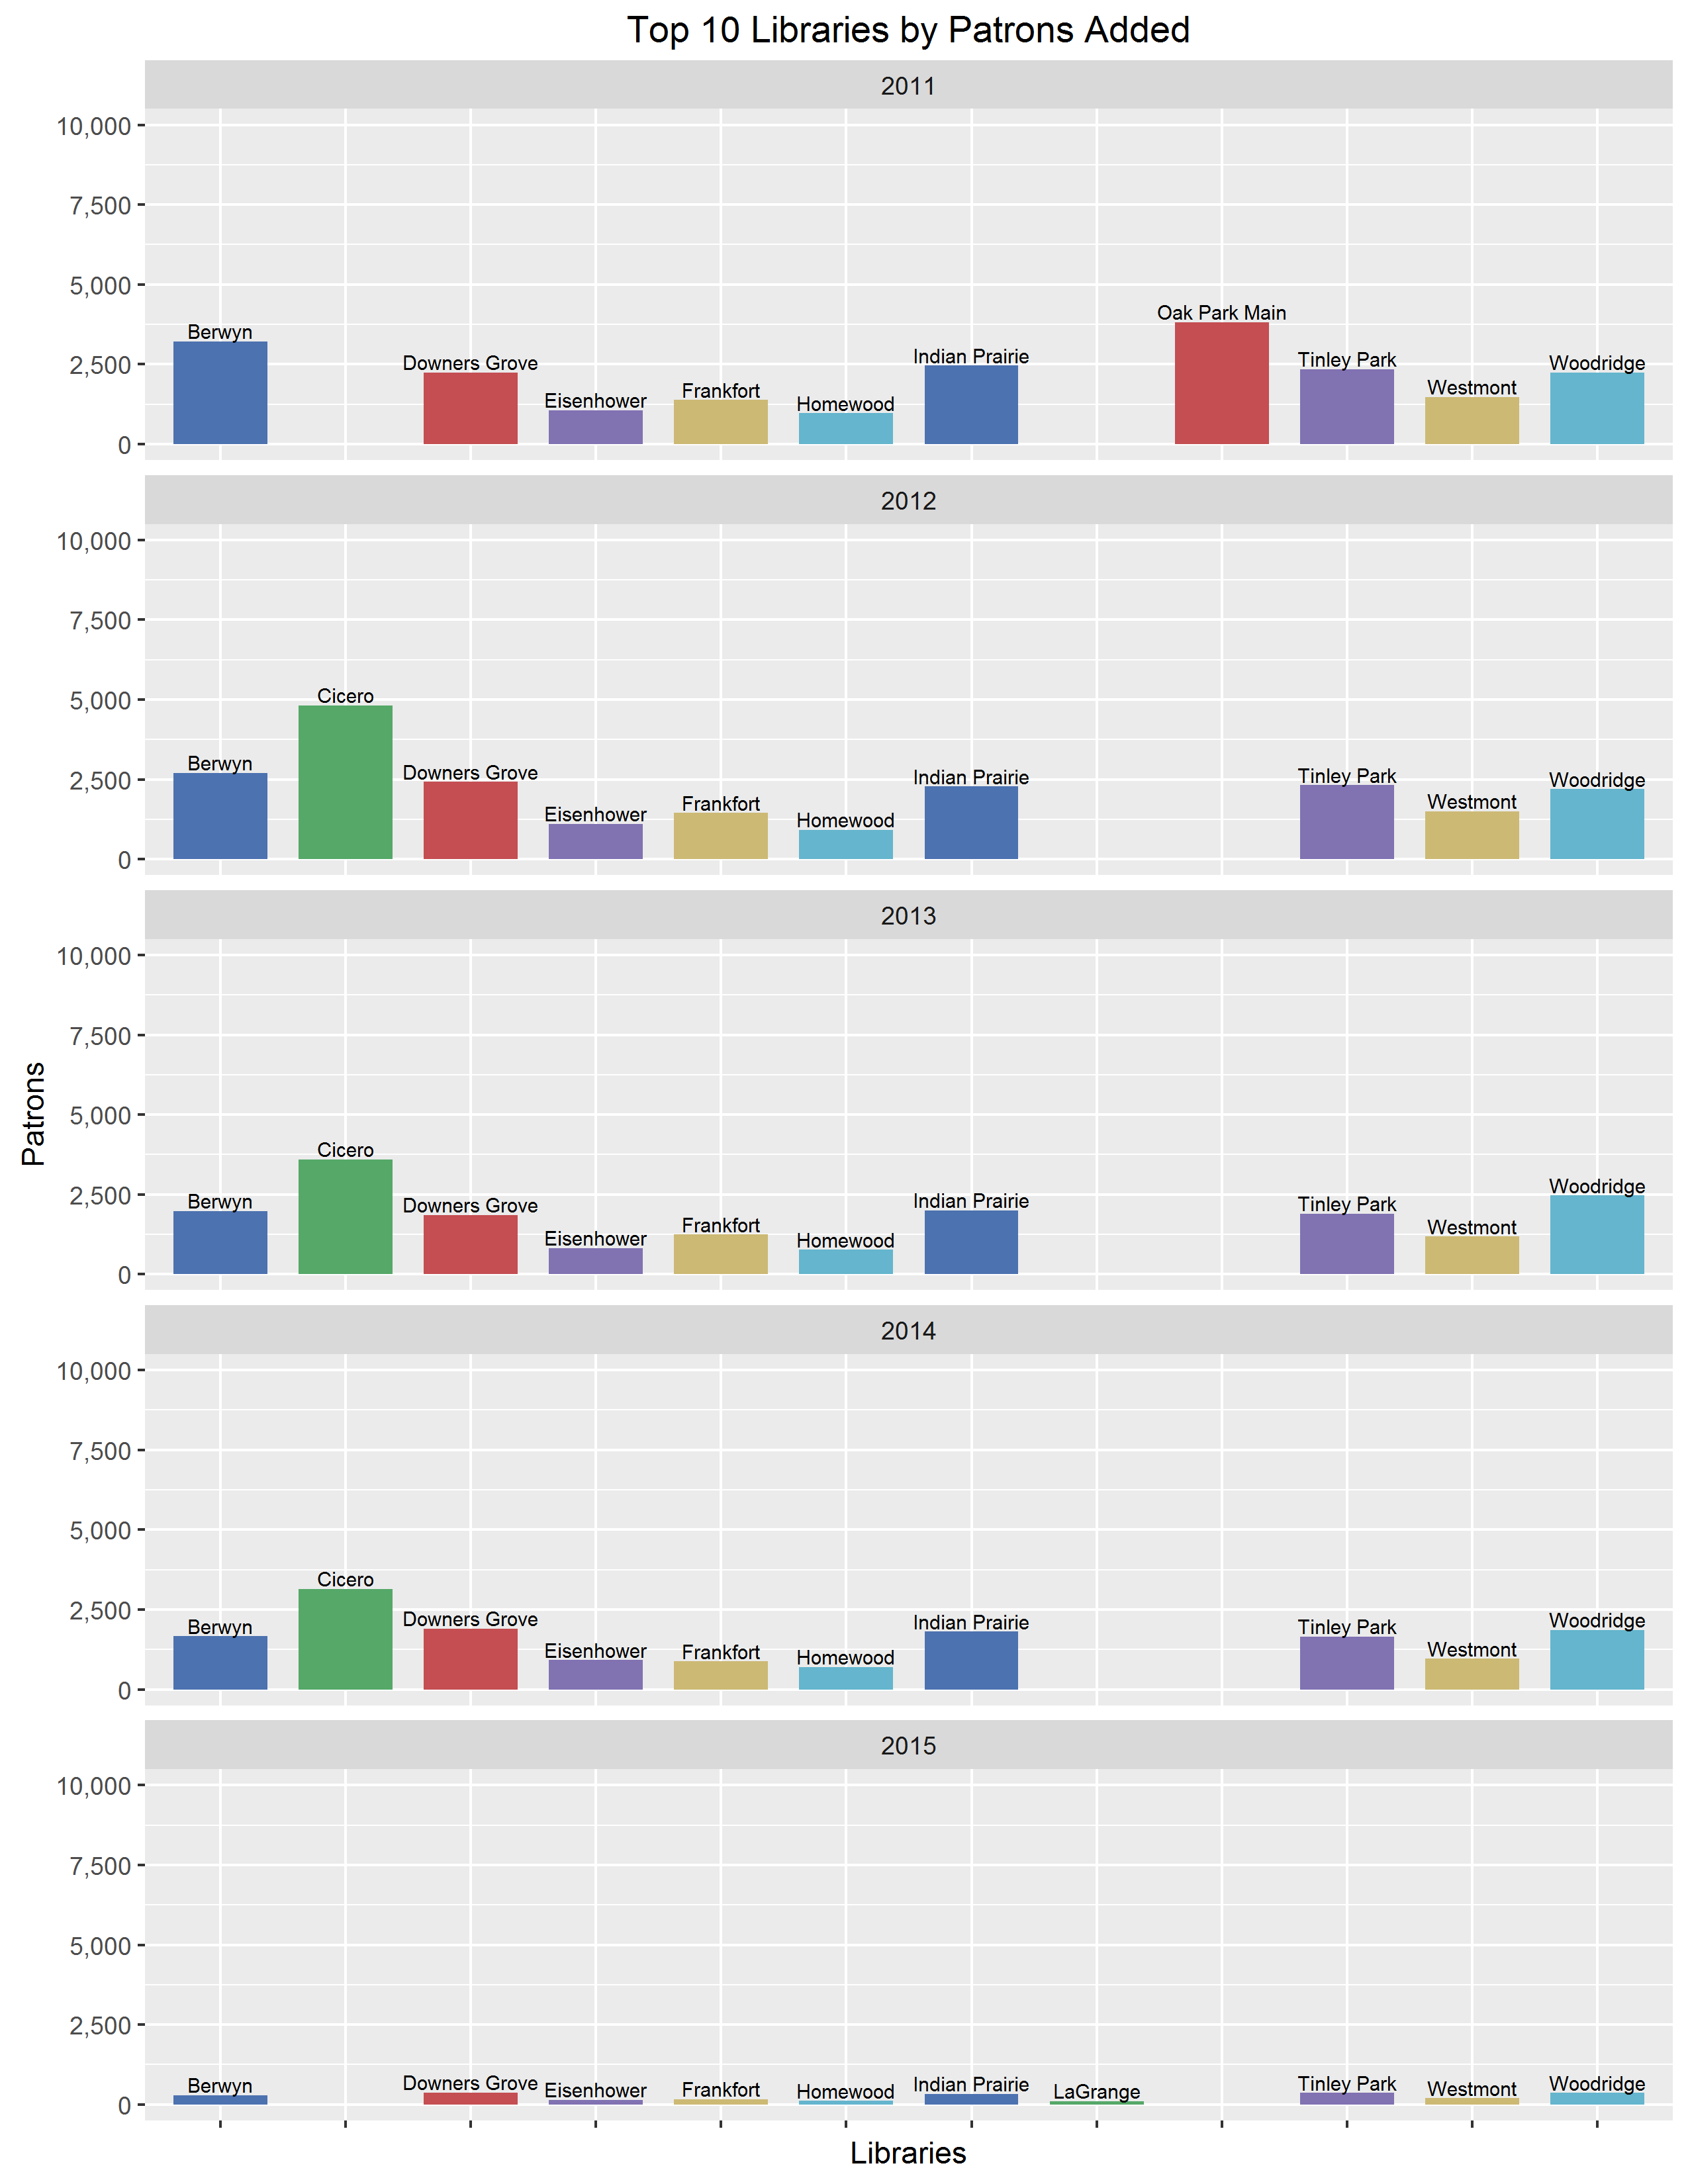 Top 10 Libraries by Patrons Added
2011
10,000
7,500
5,000
2,500
0
Berwyn
Downers Grove
Eisenhower
Frankfort
Homewood
Indian Prairie
Oak Park Main
Tinley Park
Westmont
Woodridge
2012
10,000
7,500
5,000
2,500
0
Berwyn
Cicero
Downers Grove
Eisenhower
Frankfort
Homewood
Indian Prairie
Tinley Park
Westmont
Woodridge
2013
10,000
7,500
5,000
2,500
0
Berwyn
Cicero
Downers Grove
Eisenhower
Frankfort
Homewood
Indian Prairie
Tinley Park
Westmont
Woodridge
Patrons
2014
10,000
7,500
5,000
2,500
0
Berwyn
Cicero
Downers Grove
Eisenhower
Frankfort
Homewood
Indian Prairie
Tinley Park
Westmont
Woodridge
2015
10,000
7,500
5,000
2,500
0
Berwyn
Downers Grove
Eisenhower
Frankfort
Homewood
Indian Prairie
LaGrange
Tinley Park
Westmont
Woodridge
Libraries